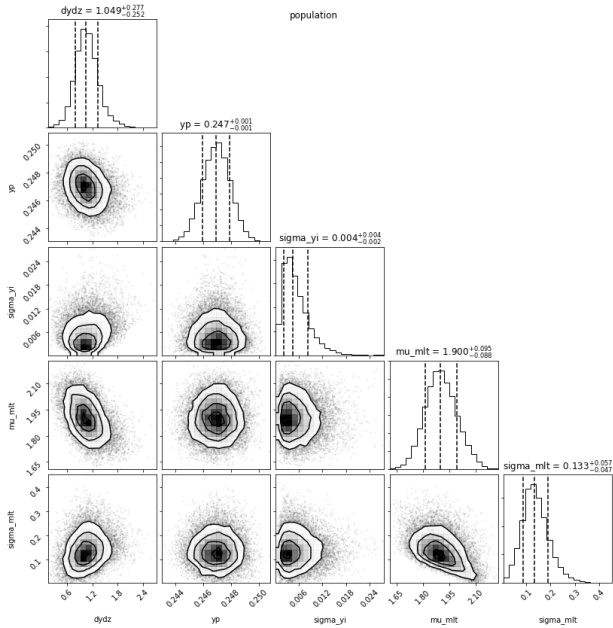 population
dydz = 1.049+0.277−0.252
yp = 0.247+0.001−0.001
sigma_yi = 0.004+0.004−0.002
mu_mlt = 1.900+0.095−0.088
sigma_mlt = 0.133+0.057−0.047
yp
0.250
0.248
0.246
0.244
sigma_yi
0.024
0.018
0.012
0.006
mu_mlt
2.10
1.95
1.80
1.65
sigma_mlt
0.4
0.3
0.2
0.1
0.6 1.2 1.8 2.4
0.244 0.246 0.248 0.250
0.006 0.012 0.018 0.024
1.65 1.80 1.95 2.10
0.1 0.2 0.3 0.4
dydz
yp
sigma_yi
mu_mlt
sigma_mlt